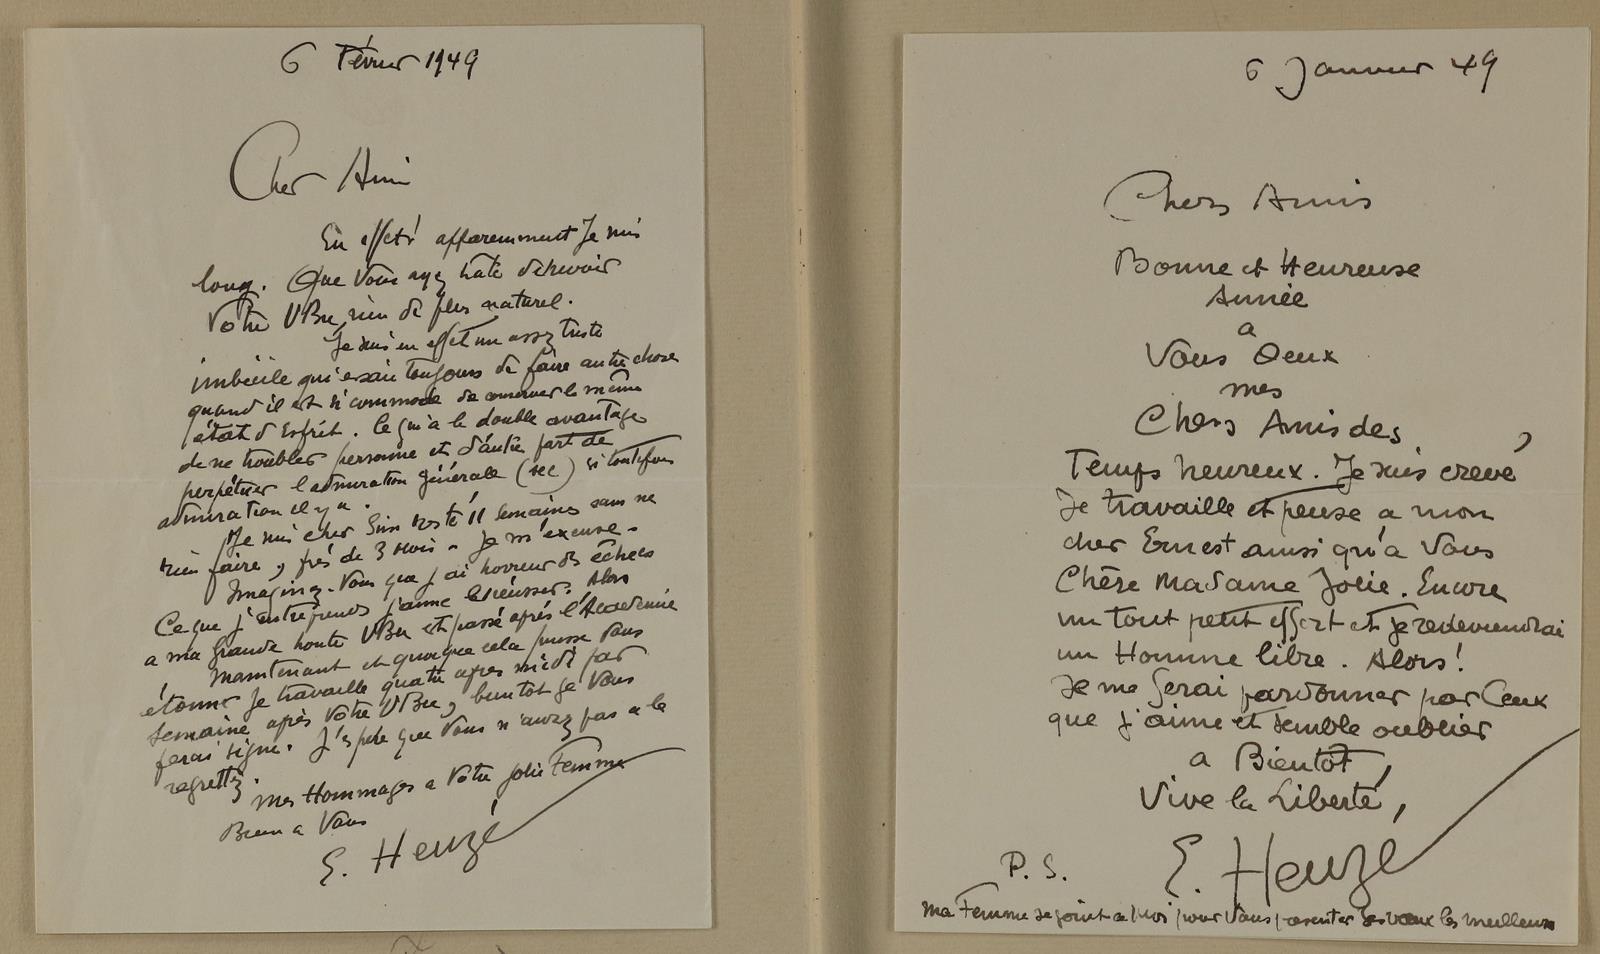 6 Février 1949
Cher Ami
En effet apparemment Je suis
long. Que Vous ayez hâte de revoir
Votre UBu, rien de plus naturel.
Je suis en effet un assez triste
imbécile qui essaie toujours de faire autre chose
quand il est si commode de conserver le même
état d'Esprit. Ce qui a le double avantage
de ne troubler personne et d'autre part de
perpétuer l'admiration générale (sic) si toutefois
admiration il y a.
Je suis cher resté 11 semaines sans ne
rien faire, près de 3 mois. Je m'excuse.
Imaginez-Vous que j'ai horreur des échecs
Ce que j'entreprends j'aime le réussir. Alors
a ma grande honte UBu est passé après l'Academie
Maintenant et quoique cela puisse Vous
étonner Je travaille quatre après midi par
Semaine après Votre UBu, bientot Je Vous
ferai signe. J'espère que Vous n'aurez pas a le
regretter.
Mes Hommages a Votre Jolie Femme
Bien a Vous
E. Heuzé
6 Janvier 49
Chers Amis
Bonne et Heureuse
Année
a
Vous Deux
mes
Chers Amis des
Temps heureux. Je suis crevé,
Je travaille et pense a mon
cher Ernest ainsi qu'a Vous
Chère Madame Jolie. Encore
un tout petit effort et je redeviendrai
un Homme libre. Alors!
Je me ferai pardonner par Ceux
que j'aime et semble oublier
a Bientot,
Vive la Liberté,
E. Heuzé
P. S.
Ma Femme se joint a Moi pour Vous presenter les vœux les meilleurs